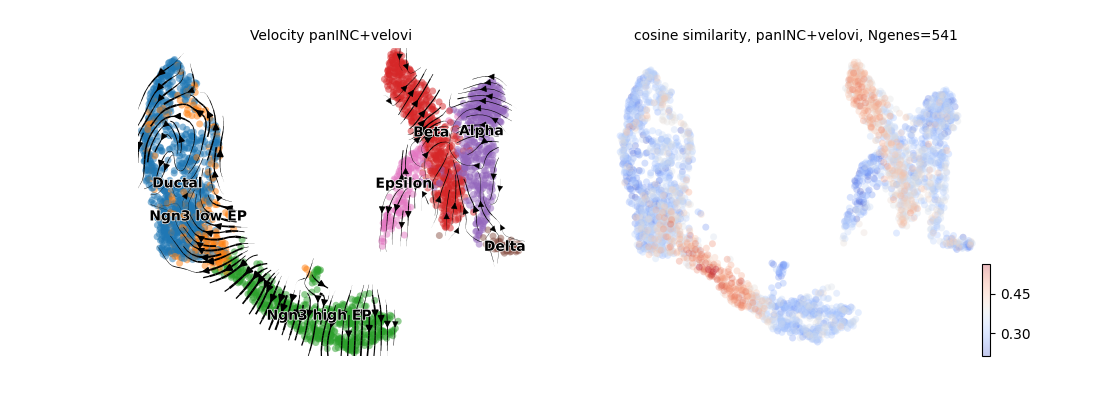 Velocity panINC+velovi
cosine similarity, panINC+velovi, Ngenes=541
Beta
Alpha
Ductal
Epsilon
Ngn3 low EP
Delta
Ngn3 high EP
0.45
0.30